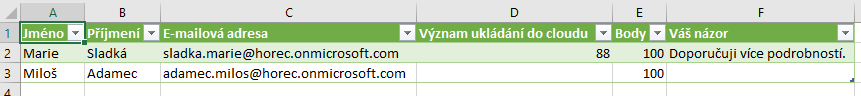 A B C D E F
1 Jméno Příjmení E-mailová adresa Význam ukládání do cloudu Body Váš názor
2 Marie Sladká sladka.marie@horec.onmicrosoft.com 88 100 Doporučuji více podrobností.
3 Miloš Adamec adamec.milos@horec.onmicrosoft.com 100